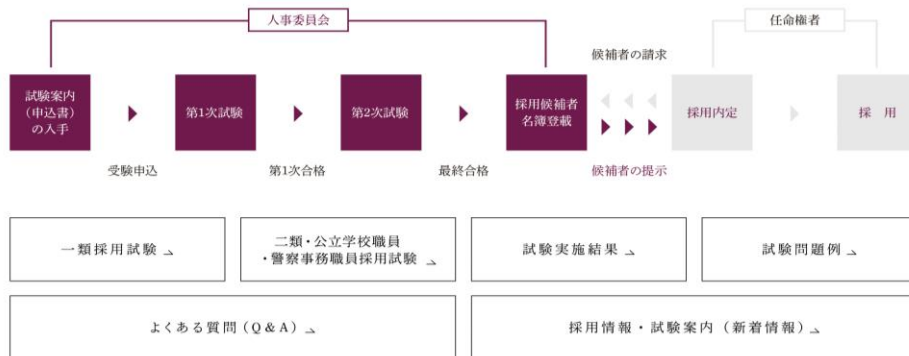 人事委員会
任命権者
候補者の請求
試験案内
（申込書）
の入手
第1次試験
第2次試験
採用候補者
名簿登載
採用内定
採 用
受験申込
第1次合格
最終合格
候補者の提示
一類採用試験
二類・公立学校職員
・警察事務職員採用試験
試験実施結果
試験問題例
よくある質問（Q＆A）
採用情報・試験案内（新着情報）